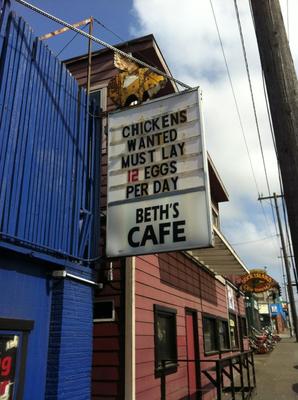 CHICKENS
WANTED
MUST LAY
12 EGGS
PER DAY
BETH'S
CAFE